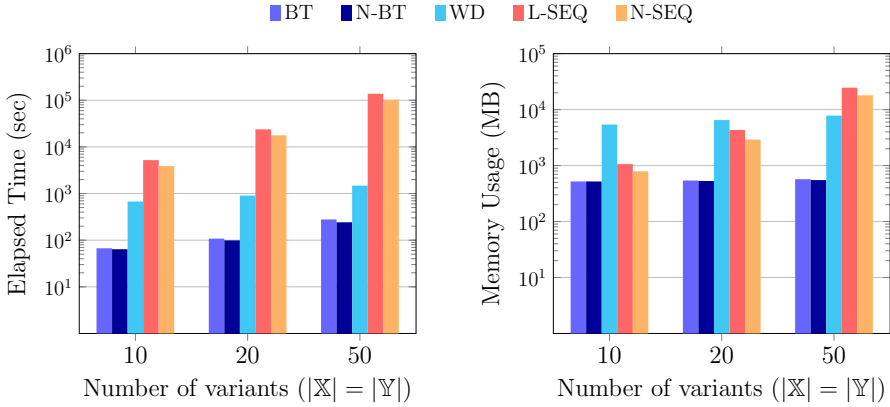 BT N-BT WD L-SEQ N-SEQ
Elapsed Time (sec)
10^6
10^5
10^4
10^3
10^2
10^1
10 20 50
Number of variants (|𝕏| = |𝕐|)
Memory Usage (MB)
10^5
10^4
10^3
10^2
10^1
10 20 50
Number of variants (|𝕏| = |𝕐|)